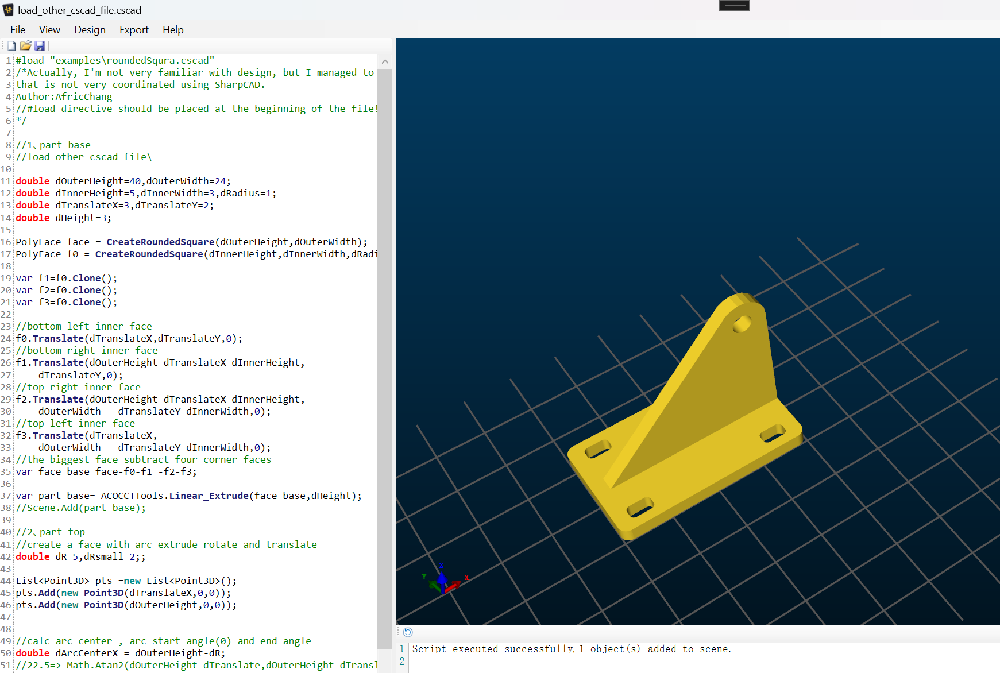 load_other_cscad_file.cscad
File View Design Export Help
1 #load "examples\roundedSqura.cscad"
2 /*Actually, I'm not very familiar with design, but I managed to
3 that is not very coordinated using SharpCAD.
4 Author:AfricChang
5 //#load directive should be placed at the beginning of the file!
6 */
7
8 //1、part base
9 //load other cscad file\
10
11 double dOuterHeight=40,dOuterWidth=24;
12 double dInnerHeight=5,dInnerWidth=3,dRadius=1;
13 double dTranslateX=3,dTranslateY=2;
14 double dHeight=3;
15
16 PolyFace face = CreateRoundedSquare(dOuterHeight,dOuterWidth);
17 PolyFace f0 = CreateRoundedSquare(dInnerHeight,dInnerWidth,dRadi
18
19 var f1=f0.Clone();
20 var f2=f0.Clone();
21 var f3=f0.Clone();
22
23 //bottom left inner face
24 f0.Translate(dTranslateX,dTranslateY,0);
25 //bottom right inner face
26 f1.Translate(dOuterHeight-dTranslateX-dInnerHeight,
27     dTranslateY,0);
28 //top right inner face
29 f2.Translate(dOuterHeight-dTranslateX-dInnerHeight,
30     dOuterWidth - dTranslateY-dInnerWidth,0);
31 //top left inner face
32 f3.Translate(dTranslateX,
33     dOuterWidth - dTranslateY-dInnerWidth,0);
34 //the biggest face subtract four corner faces
35 var face_base=face-f0-f1 -f2-f3;
36
37 var part_base= ACOCCTTools.Linear_Extrude(face_base,dHeight);
38 //Scene.Add(part_base);
39
40 //2、part top
41 //create a face with arc extrude rotate and translate
42 double dR=5,dRsmall=2;;
43
44 List<Point3D> pts =new List<Point3D>();
45 pts.Add(new Point3D(dTranslateX,0,0));
46 pts.Add(new Point3D(dOuterHeight,0,0));
47
48
49 //calc arc center , arc start angle(0) and end angle
50 double dArcCenterX = dOuterHeight-dR;
51 //22.5=> Math.Atan2(dOuterHeight-dTranslate,dOuterHeight-dTransl
Z
Y
X
1 Script executed successfully,1 object(s) added to scene.
2